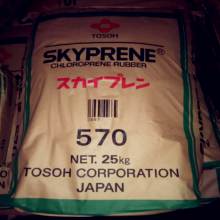 TOSOH
SKYPRENE®
CHLOROPRENE RUBBER
スカイプレン
570
NET. 25kg
TOSOH CORPORATION
JAPAN